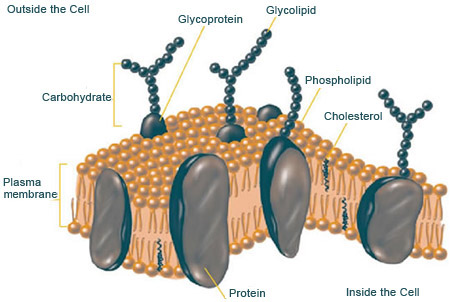 Outside the Cell
Glycoprotein
Glycolipid
Carbohydrate
Phospholipid
Cholesterol
Plasma
membrane
Protein
Inside the Cell